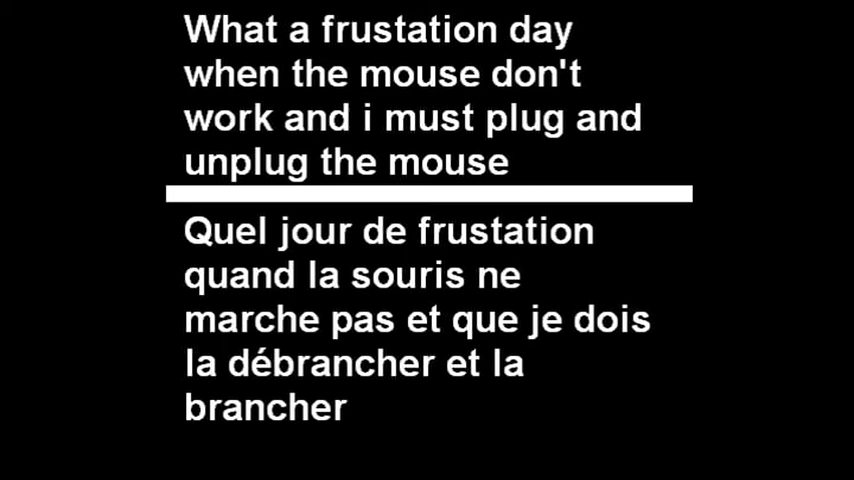 What a frustation day
when the mouse don't
work and i must plug and
unplug the mouse
Quel jour de frustation
quand la souris ne
marche pas et que je dois
la débrancher et la
brancher